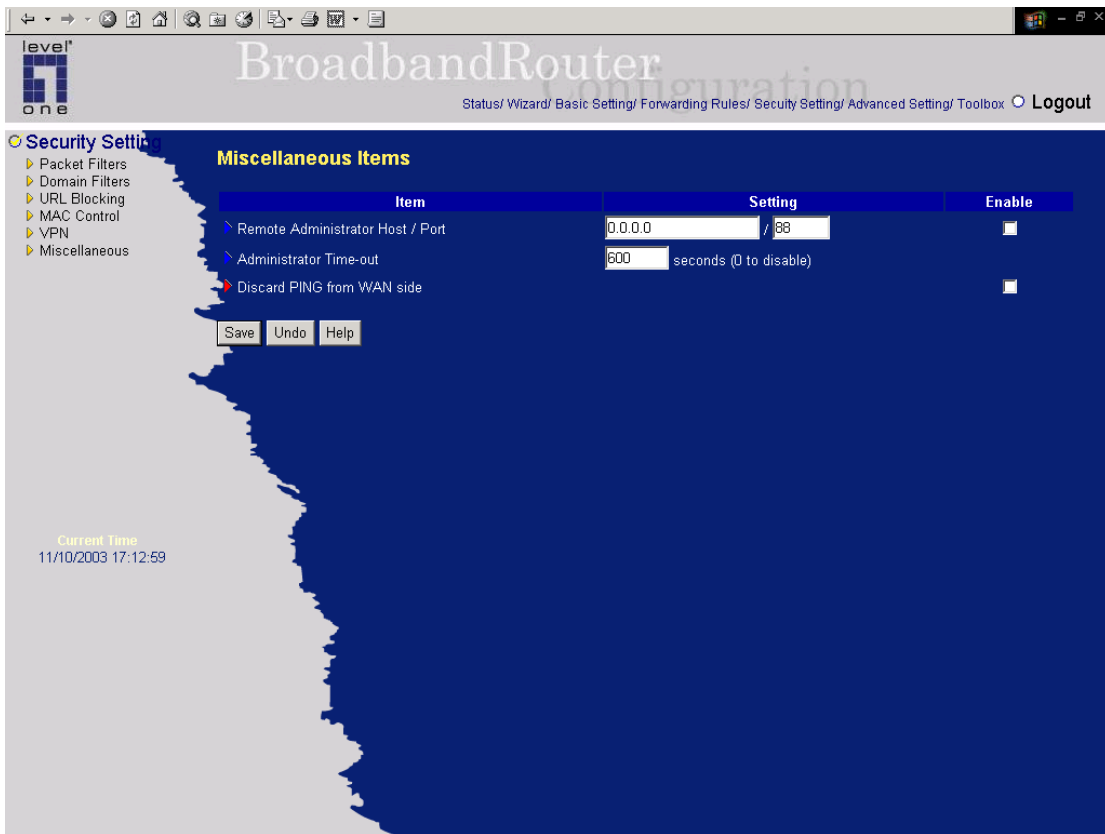 level
one
BroadbandRouter
Configuration
Status/ Wizard/ Basic Setting/ Forwarding Rules/ Secuity Setting/ Advanced Setting/ Toolbox Logout
Security Setting
Packet Filters
Domain Filters
URL Blocking
MAC Control
VPN
Miscellaneous
Current Time
11/10/2003 17:12:59
Miscellaneous Items
Item Setting Enable
Remote Administrator Host / Port 0.0.0.0 / 88
Administrator Time-out 600 seconds (0 to disable)
Discard PING from WAN side
Save Undo Help